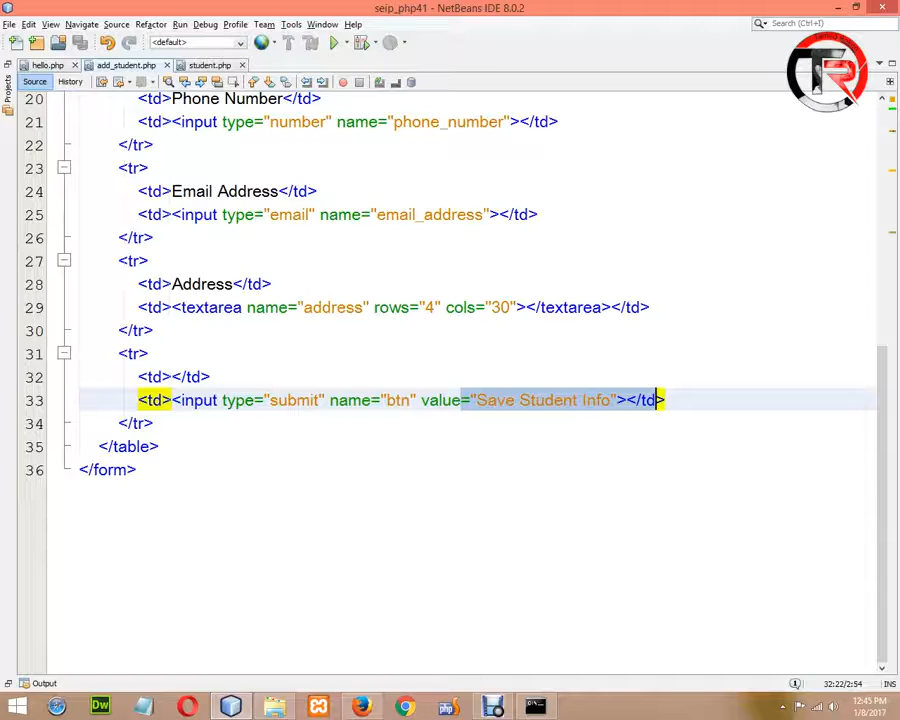 seip_php41 - NetBeans IDE 8.0.2
File Edit View Navigate Source Refactor Run Debug Profile Team Tools Window Help
Search (Ctrl+I)
<default>
hello.php add_student.php student.php
Source History
Projects
20 <td>Phone Number</td>
21 <td><input type="number" name="phone_number"></td>
22 </tr>
23 <tr>
24 <td>Email Address</td>
25 <td><input type="email" name="email_address"></td>
26 </tr>
27 <tr>
28 <td>Address</td>
29 <td><textarea name="address" rows="4" cols="30"></textarea></td>
30 </tr>
31 <tr>
32 <td></td>
33 <td><input type="submit" name="btn" value="Save Student Info"></td>
34 </tr>
35 </table>
36 </form>
Output
32:22/2:54 INS
Dw
12:45 PM
1/8/2017